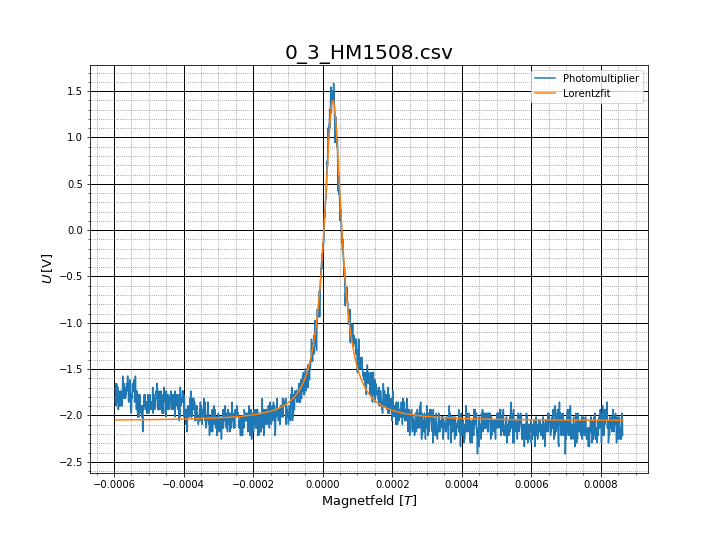 0_3_HM1508.csv
Photomultiplier
Lorentzfit
U [V]
1.5
1.0
0.5
0.0
−0.5
−1.0
−1.5
−2.0
−2.5
−0.0006 −0.0004 −0.0002 0.0000 0.0002 0.0004 0.0006 0.0008
Magnetfeld [T]